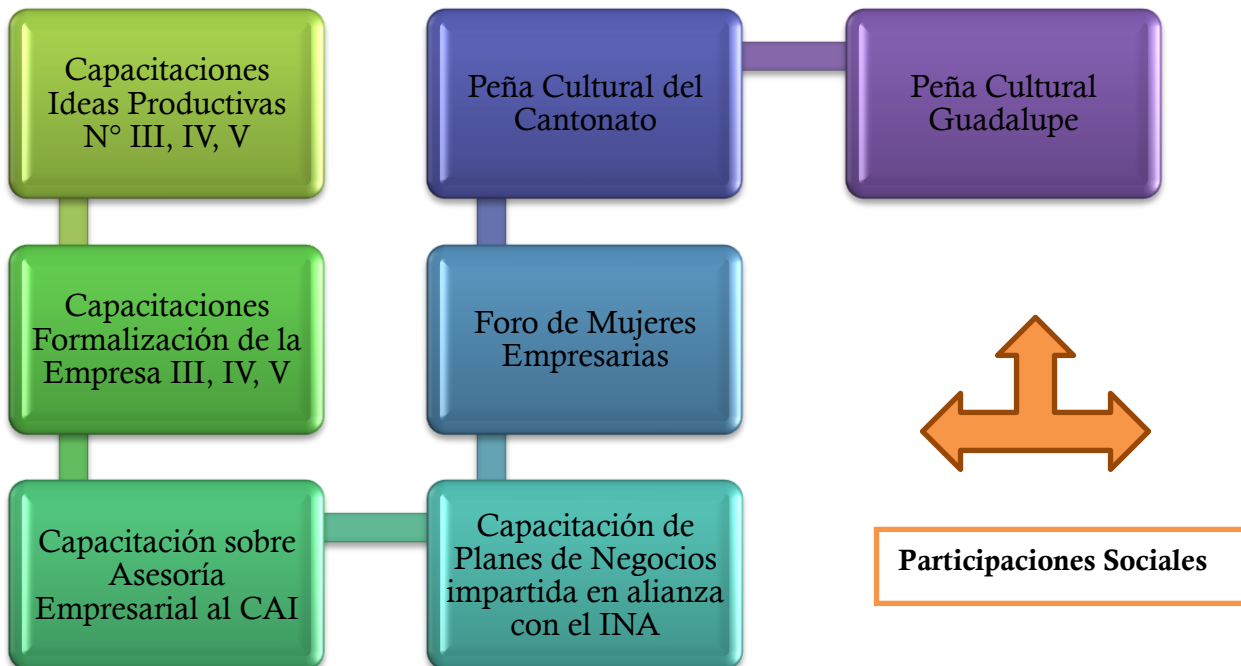 Capacitaciones
Ideas Productivas
N° III, IV, V
Capacitaciones
Formalización de la
Empresa III, IV, V
Capacitación sobre
Asesoría
Empresarial al CAI
Capacitación de
Planes de Negocios
impartida en alianza
con el INA
Foro de Mujeres
Empresarias
Peña Cultural del
Cantonato
Peña Cultural
Guadalupe
Participaciones Sociales